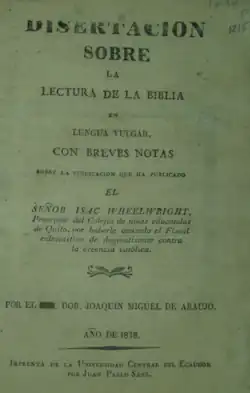 DISERTACION
SOBRE
LA
LECTURA DE LA BIBLIA
EN
LENGUA VULGAR,
CON BREVES NOTAS
SOBRE LA VINDICACION QUE HA PUBLICADO
EL
SEÑOR ISAC WHEELWRIGHT,
Preceptor del Colejio de niñas educandas
de Quito, por haberle acusado el Fiscal
eclesiastico de dogmatizante contra
la creencia católica.
POR EL DOR. JOAQUIN MIGUEL DE ARAUJO.
AÑO DE 1838.
IMPRENTA DE LA UNIVERSIDAD CENTRAL DEL ECUADOR
POR JUAN PABLO SANZ.